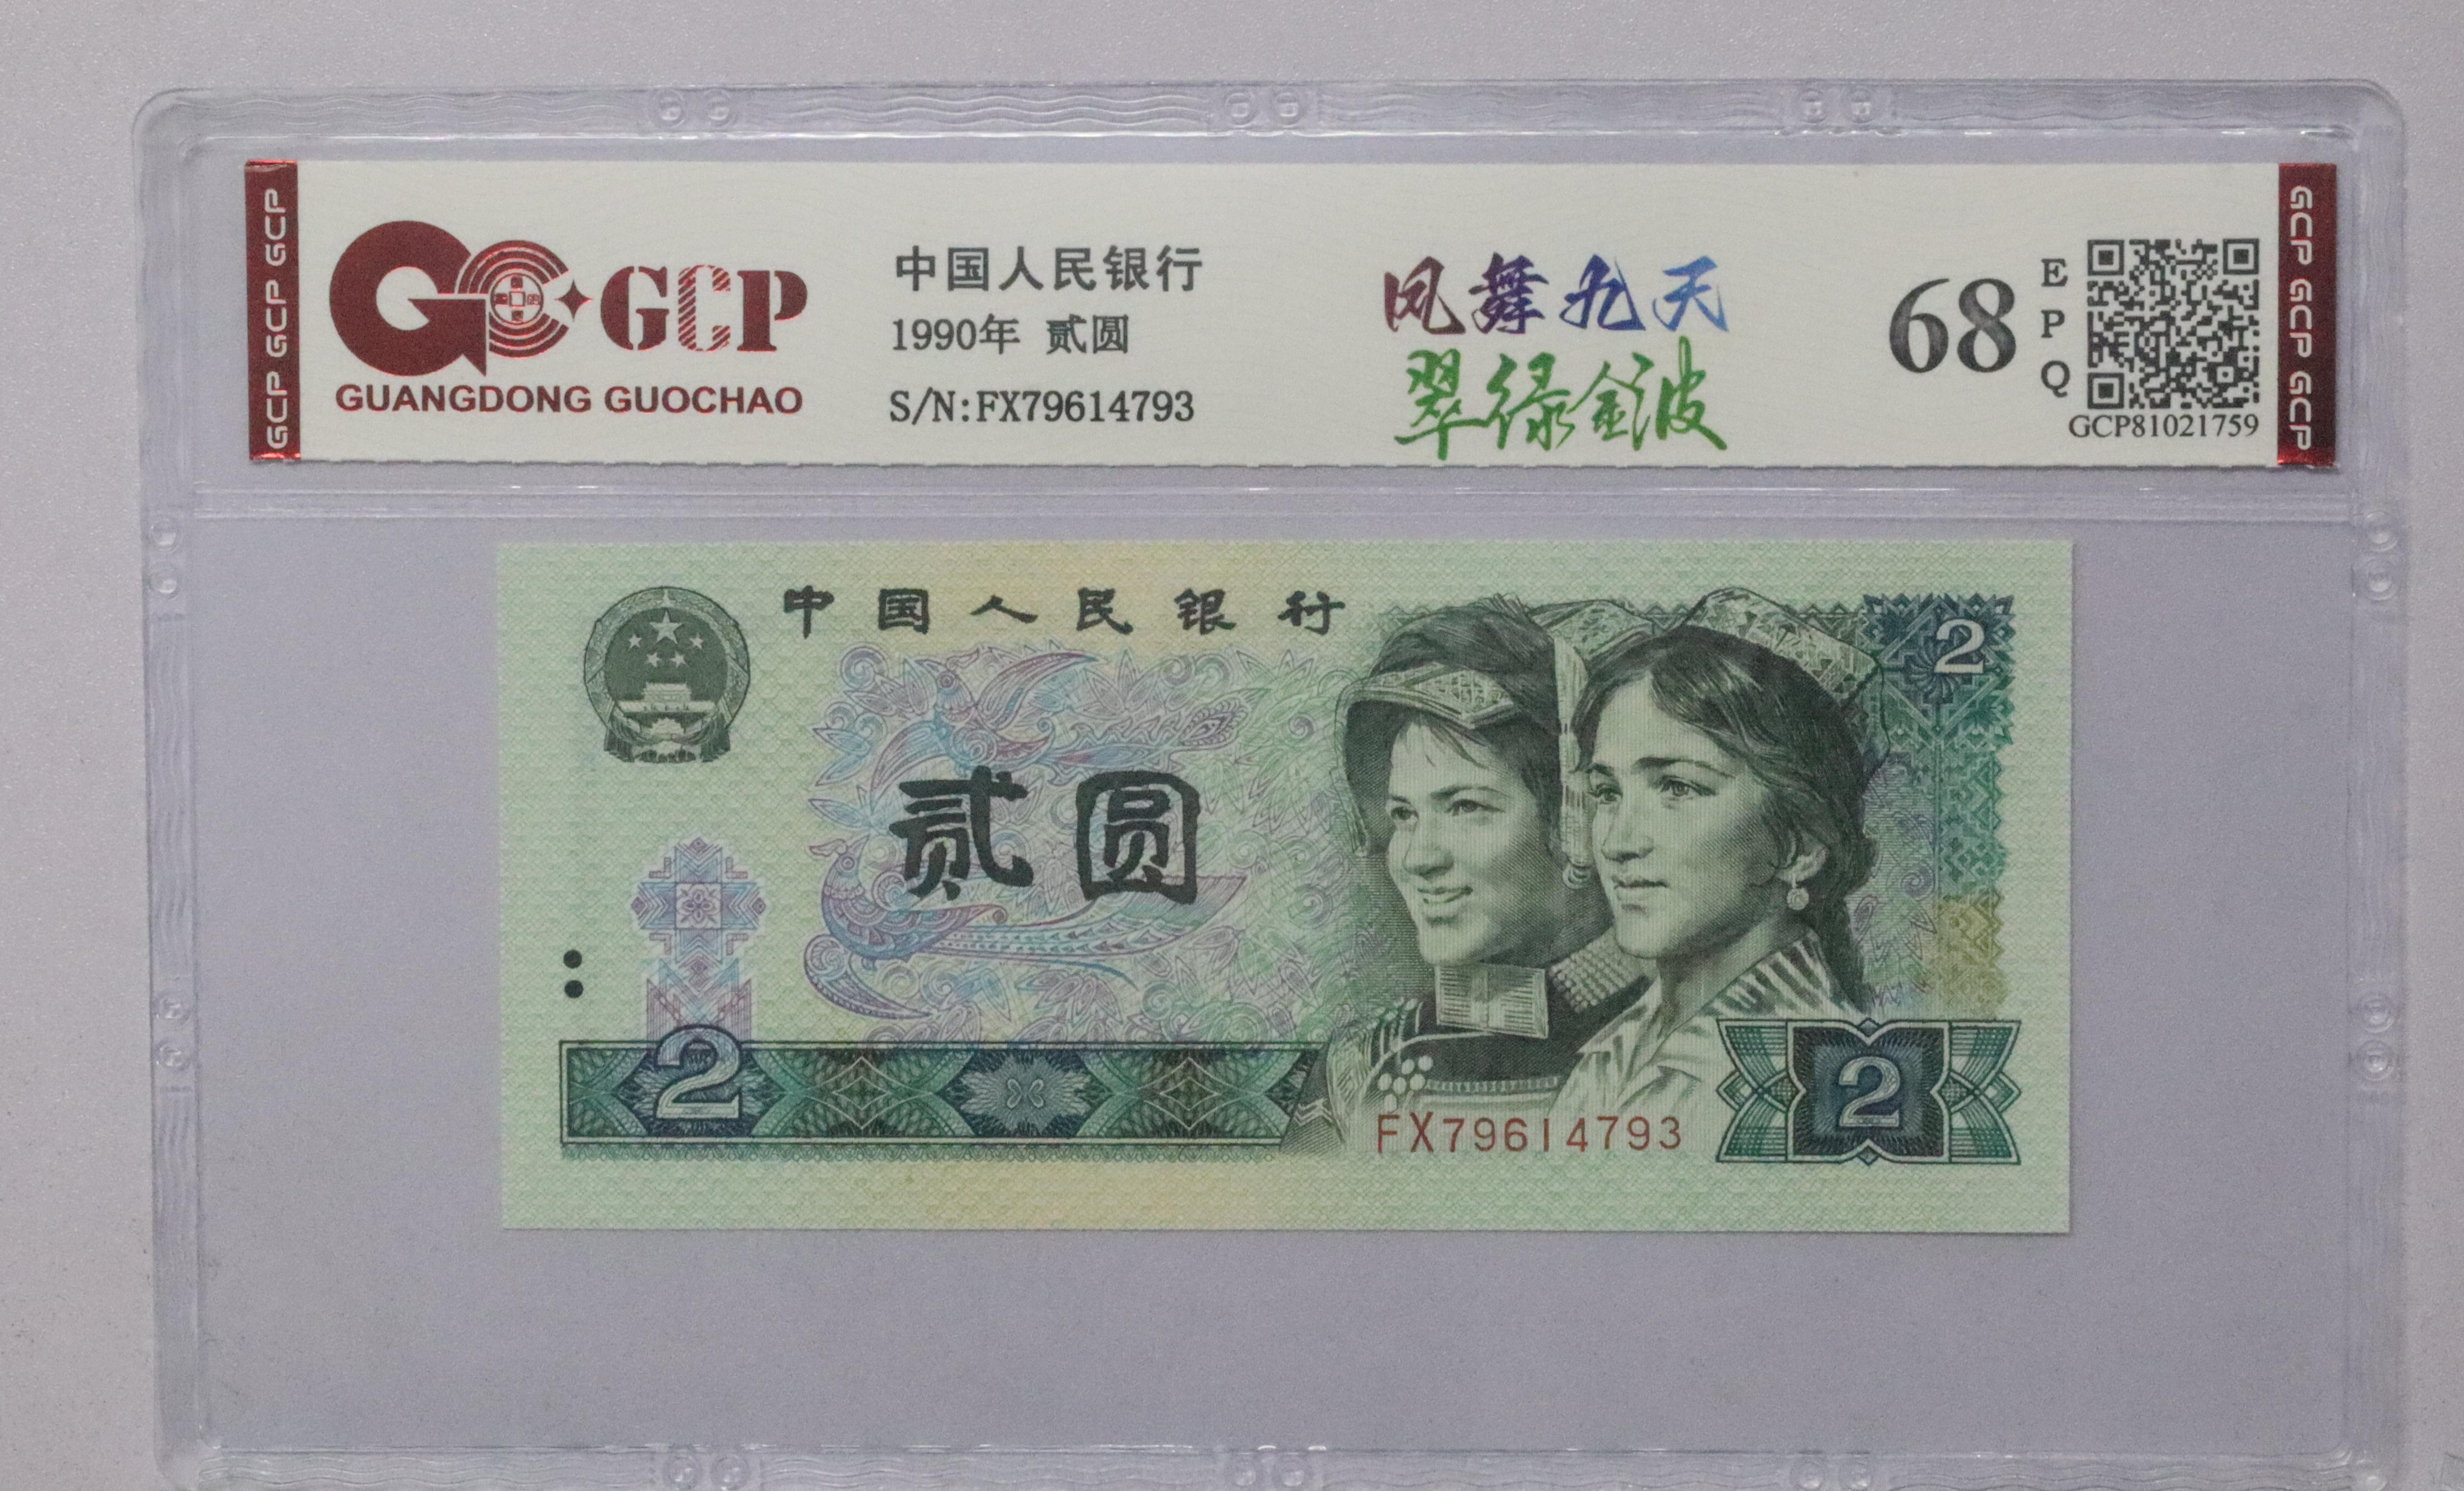 GCP GCP GCP
GCP
GUANGDONG GUOCHAO
中国人民银行
1990年 贰圆
S/N:FX79614793
凤舞九天
翠绿金波
68
EPQ
GCP81021759
GCP GCP GCP
中国人民银行
2
贰圆
2
FX79614793
2